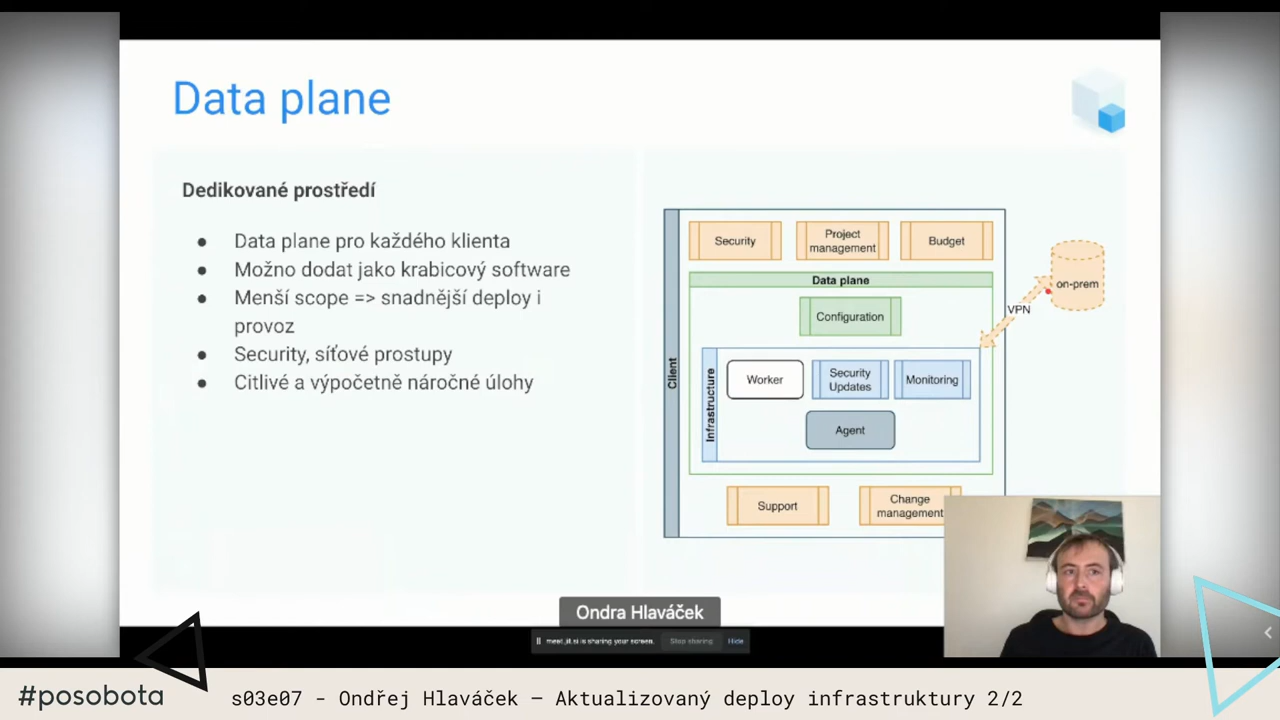 Data plane
Dedikované prostředí
● Data plane pro každého klienta
● Možno dodat jako krabicový software
● Menší scope => snadnější deploy i
provoz
● Security, síťové prostupy
● Citlivé a výpočetně náročné úlohy
Security
Project
management
Budget
on-prem
VPN
Client
Data plane
Configuration
Infrastructure
Worker
Security
Updates
Monitoring
Agent
Support
Change
management
Ondra Hlaváček
meet.jit.si is sharing your screen.
Stop sharing
Hide
#posobota
s03e07 - Ondřej Hlaváček – Aktualizovaný deploy infrastruktury 2/2